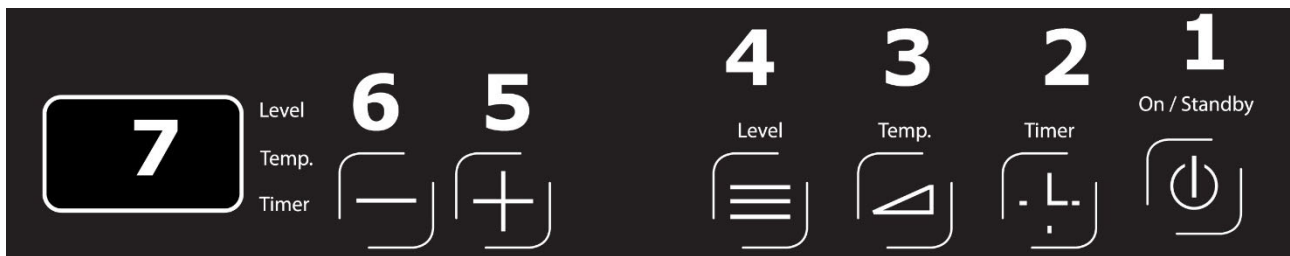 7
Level
Temp.
Timer
6
5
4
Level
3
Temp.
2
Timer
1
On / Standby